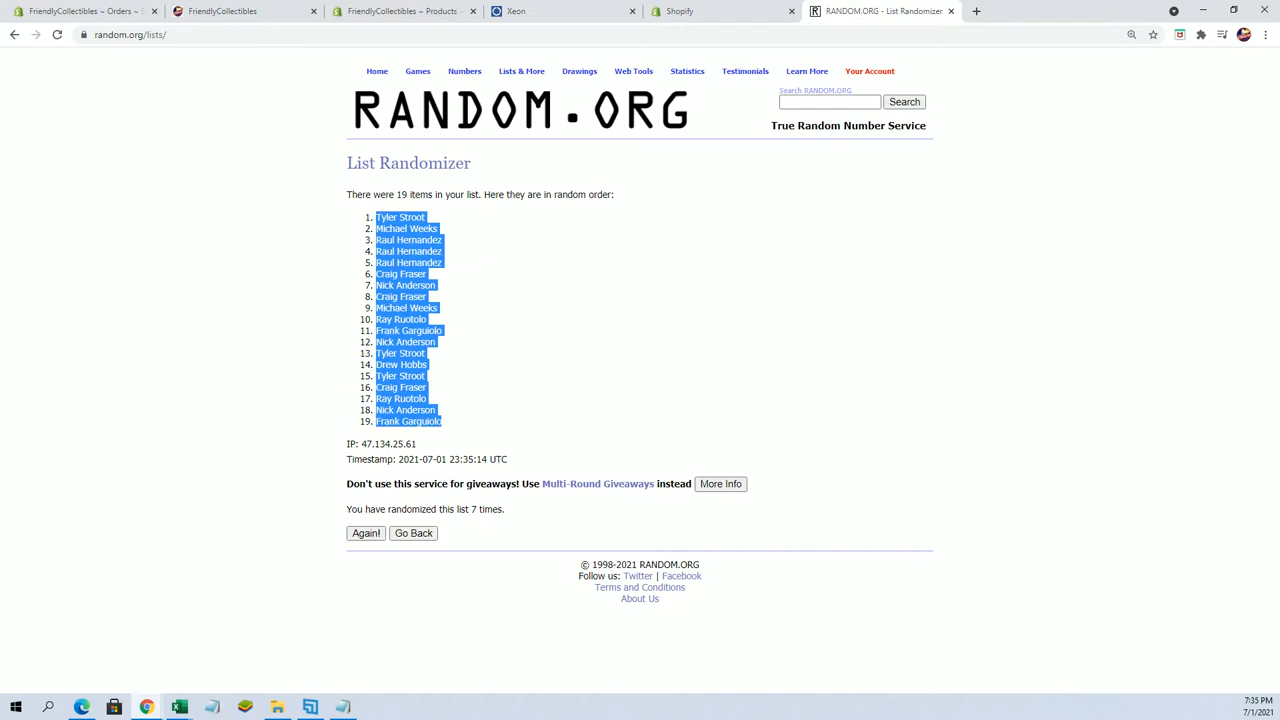 FriendlyCollectibles ~ Orders ~ S
FriendlyCollectibles
FriendlyCollectibles ~ Products ~
Xeon
Shopify
RANDOM.ORG - List Randomizer
random.org/lists/
Home Games Numbers Lists & More Drawings Web Tools Statistics Testimonials Learn More Your Account
Search RANDOM.ORG
Search
RANDOM.ORG
True Random Number Service
List Randomizer
There were 19 items in your list. Here they are in random order:
1. Tyler Stroot
2. Michael Weeks
3. Raul Hernandez
4. Raul Hernandez
5. Raul Hernandez
6. Craig Fraser
7. Nick Anderson
8. Craig Fraser
9. Michael Weeks
10. Ray Ruotolo
11. Frank Garguiolo
12. Nick Anderson
13. Tyler Stroot
14. Drew Hobbs
15. Tyler Stroot
16. Craig Fraser
17. Ray Ruotolo
18. Nick Anderson
19. Frank Garguiolo
IP: 47.134.25.61
Timestamp: 2021-07-01 23:35:14 UTC
Don't use this service for giveaways! Use Multi-Round Giveaways instead More Info
You have randomized this list 7 times.
Again! Go Back
© 1998-2021 RANDOM.ORG
Follow us: Twitter | Facebook
Terms and Conditions
About Us
7:35 PM
7/1/2021